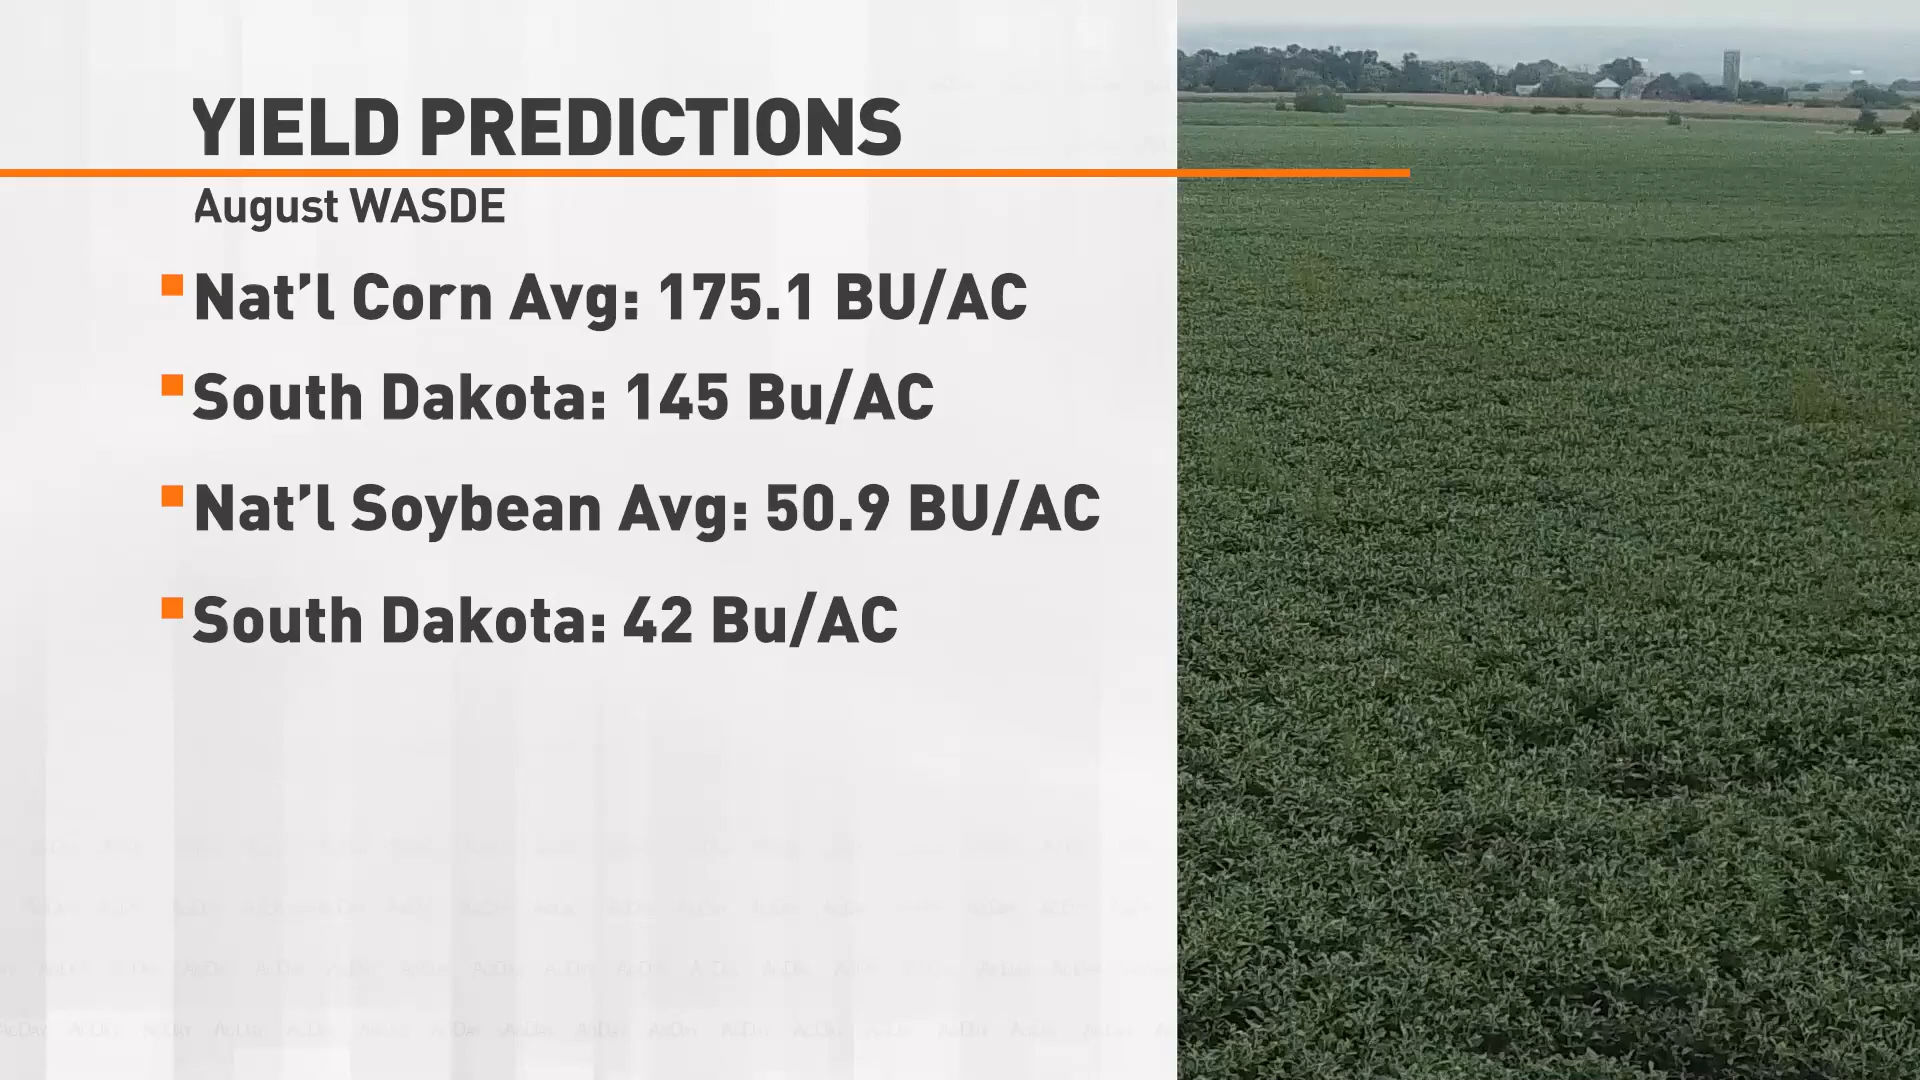 YIELD PREDICTIONS
August WASDE
Nat’l Corn Avg: 175.1 BU/AC
South Dakota: 145 Bu/AC
Nat’l Soybean Avg: 50.9 BU/AC
South Dakota: 42 Bu/AC